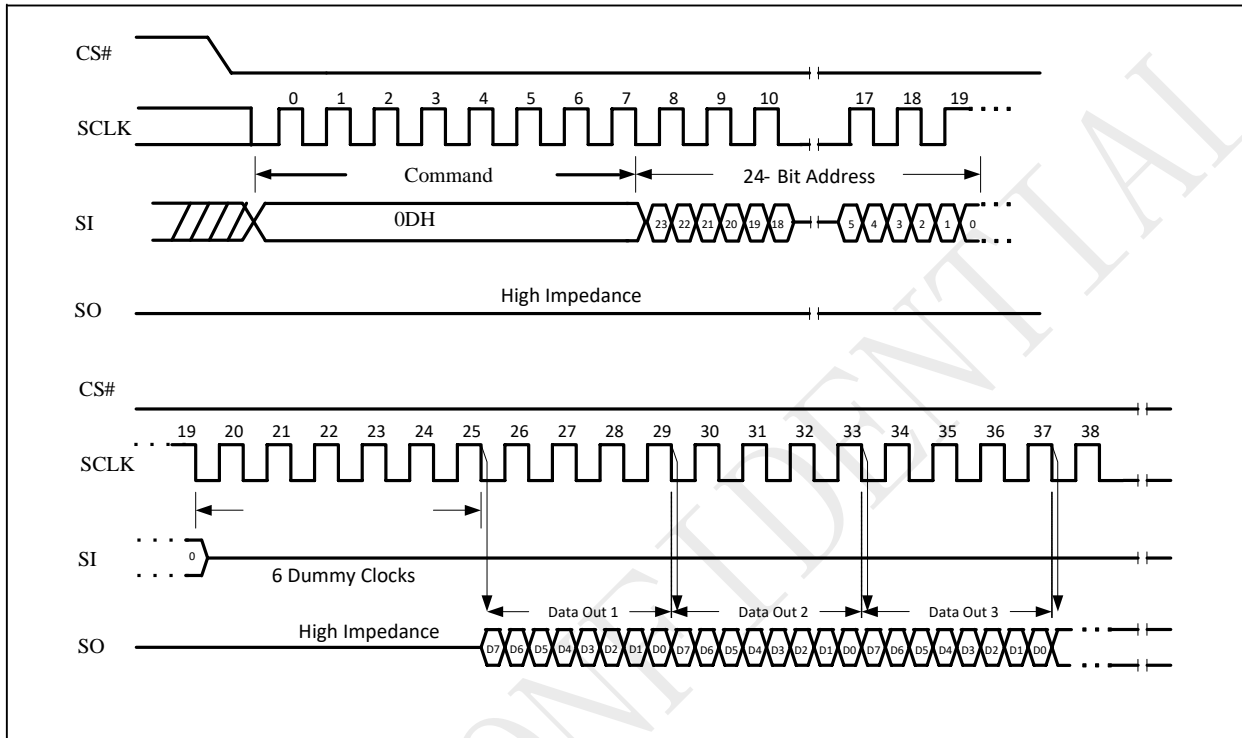 CS#
0 1 2 3 4 5 6 7 8 9 10 17 18 19
SCLK
Command 24- Bit Address
SI 0DH 23 22 21 20 19 18 5 4 3 2 1 0
High Impedance
SO
CS#
19 20 21 22 23 24 25 26 27 28 29 30 31 32 33 34 35 36 37 38
SCLK
SI 0
6 Dummy Clocks
Data Out 1 Data Out 2 Data Out 3
High Impedance
SO D7 D6 D5 D4 D3 D2 D1 D0 D7 D6 D5 D4 D3 D2 D1 D0 D7 D6 D5 D4 D3 D2 D1 D0
ONFIDENTIAL